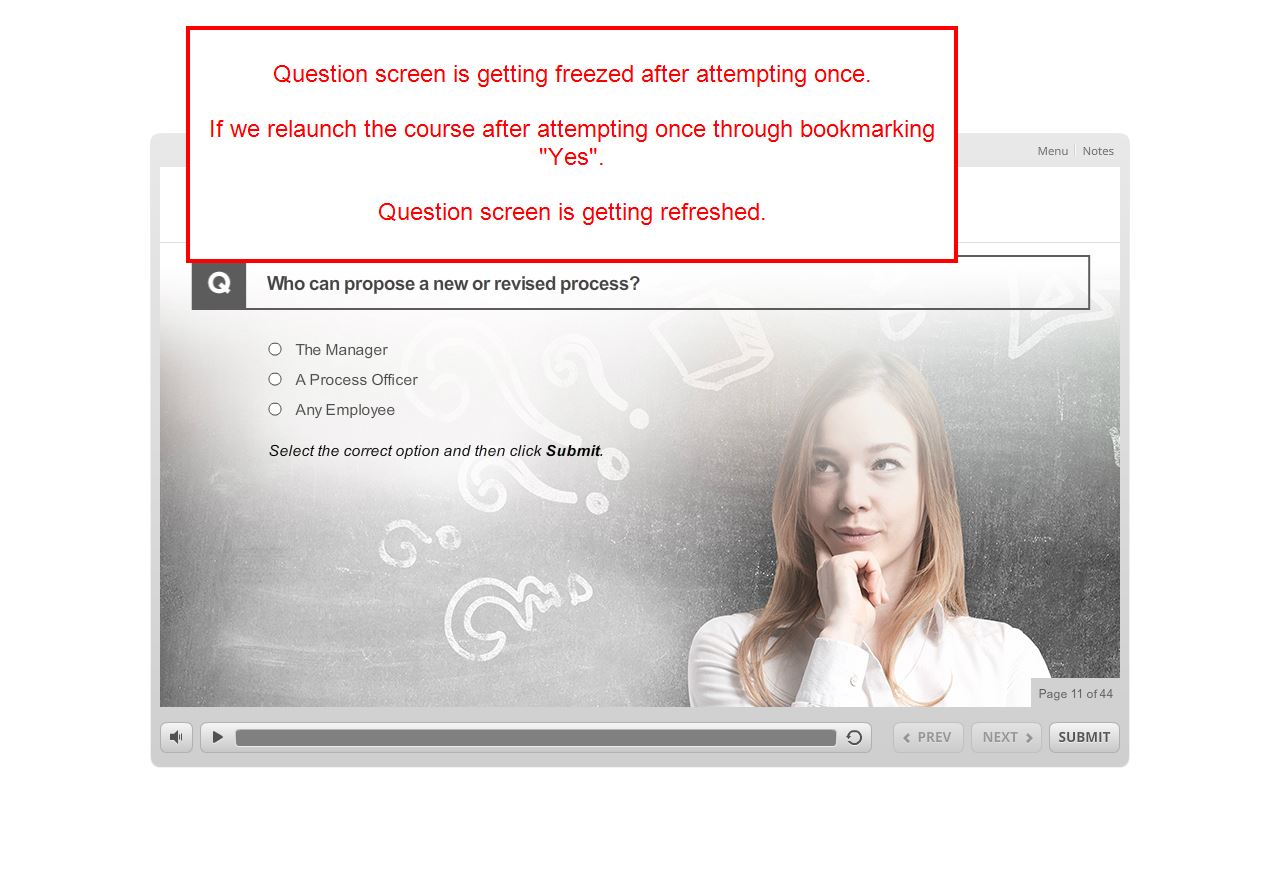 Question screen is getting freezed after attempting once.
If we relaunch the course after attempting once through bookmarking
"Yes".
Question screen is getting refreshed.
Menu Notes
Q Who can propose a new or revised process?
The Manager
A Process Officer
Any Employee
Select the correct option and then click Submit.
Page 11 of 44
PREV NEXT SUBMIT